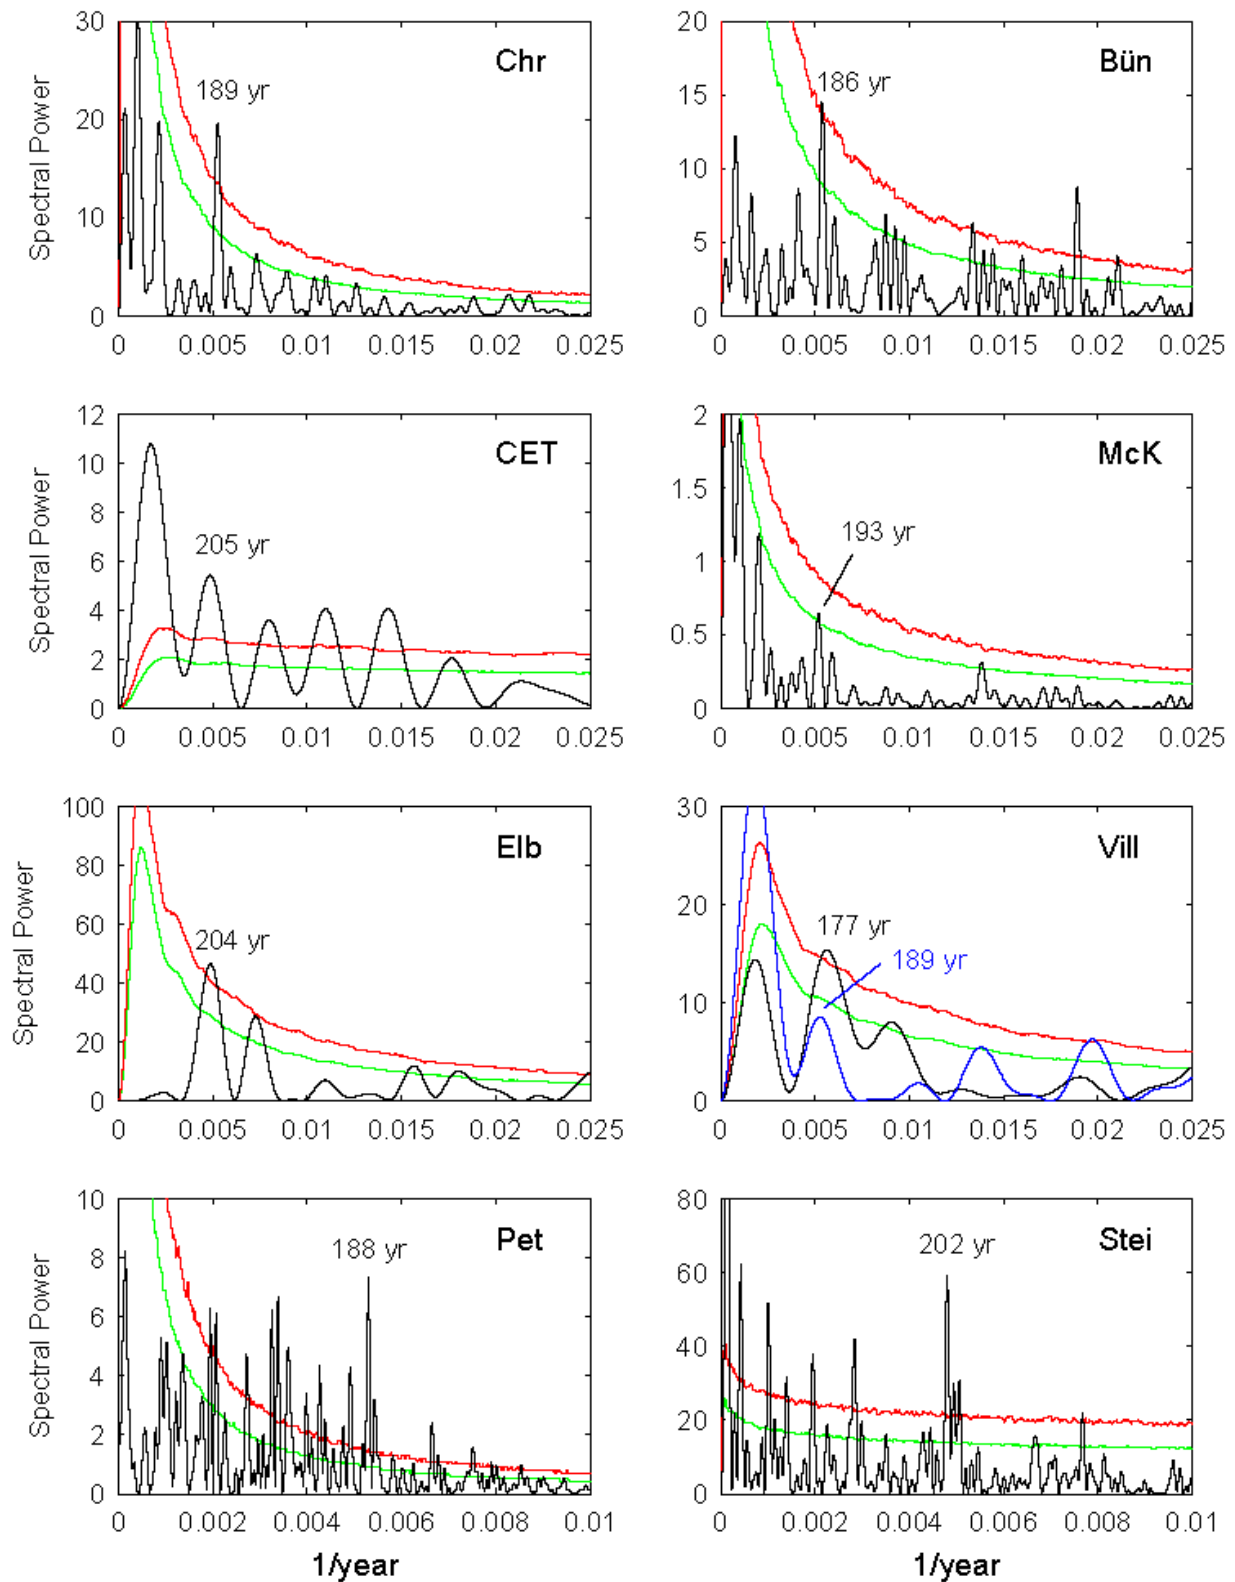 Chr
189 yr
Spectral Power
30
20
10
0
0 0.005 0.01 0.015 0.02 0.025
Bün
186 yr
20
15
10
5
0
0 0.005 0.01 0.015 0.02 0.025
CET
205 yr
Spectral Power
12
10
8
6
4
2
0
0 0.005 0.01 0.015 0.02 0.025
McK
193 yr
2
1.5
1
0.5
0
0 0.005 0.01 0.015 0.02 0.025
Elb
204 yr
Spectral Power
100
80
60
40
20
0
0 0.005 0.01 0.015 0.02 0.025
Vill
177 yr
189 yr
30
20
10
0
0 0.005 0.01 0.015 0.02 0.025
Pet
188 yr
Spectral Power
10
8
6
4
2
0
0 0.002 0.004 0.006 0.008 0.01
1/year
Stei
202 yr
80
60
40
20
0
0 0.002 0.004 0.006 0.008 0.01
1/year